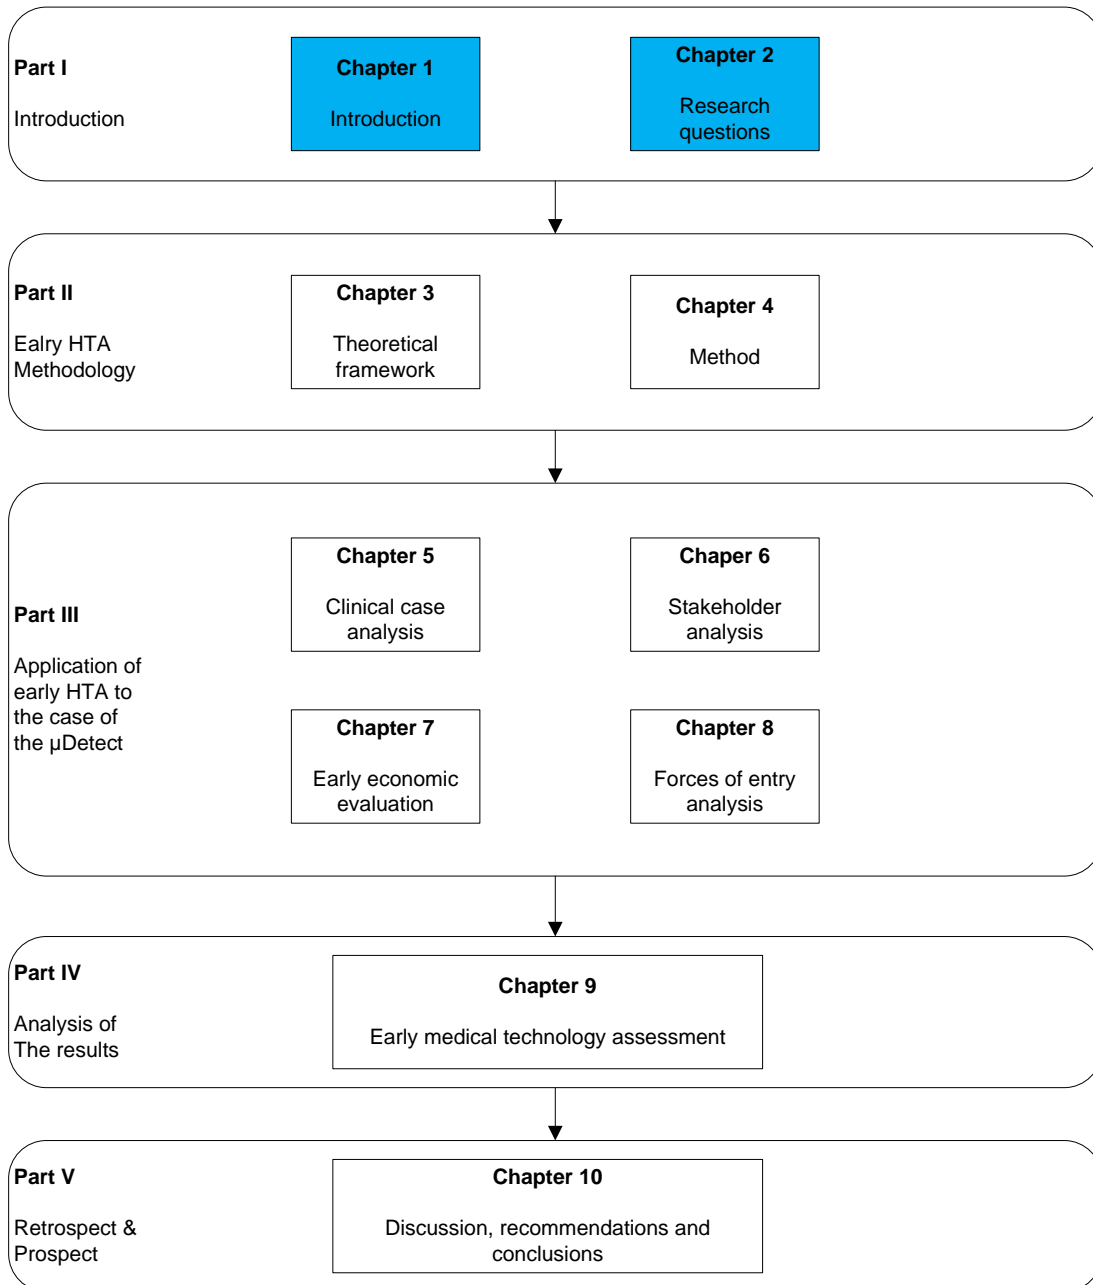 Part I
Introduction
Chapter 1
Introduction
Chapter 2
Research
questions
Part II
Ealry HTA
Methodology
Chapter 3
Theoretical
framework
Chapter 4
Method
Part III
Application of
early HTA to
the case of
the µDetect
Chapter 5
Clinical case
analysis
Chaper 6
Stakeholder
analysis
Chapter 7
Early economic
evaluation
Chapter 8
Forces of entry
analysis
Part IV
Analysis of
The results
Chapter 9
Early medical technology assessment
Part V
Retrospect &
Prospect
Chapter 10
Discussion, recommendations and
conclusions